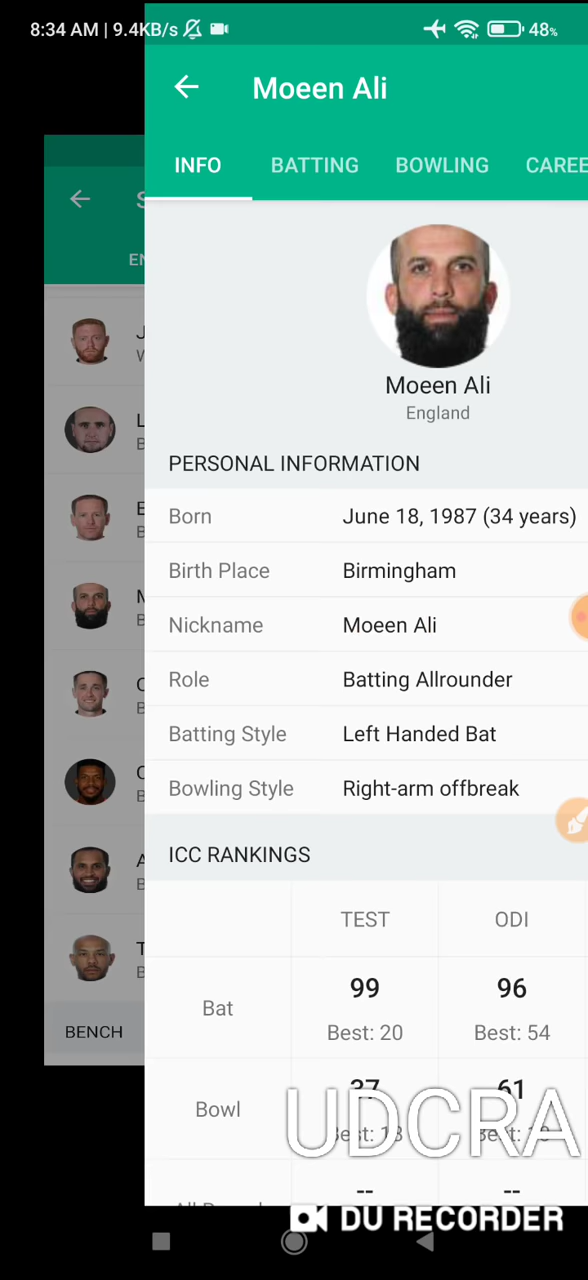 8:34 AM | 9.4KB/s 48%
Moeen Ali
INFO BATTING BOWLING CAREE
EN
Moeen Ali
England
PERSONAL INFORMATION
Born June 18, 1987 (34 years)
Birth Place Birmingham
Nickname Moeen Ali
Role Batting Allrounder
Batting Style Left Handed Bat
Bowling Style Right-arm offbreak
ICC RANKINGS
TEST ODI
99 96
Bat
Best: 20 Best: 54
37 61
Bowl
BENCH
UDCRA
-- --
DU RECORDER